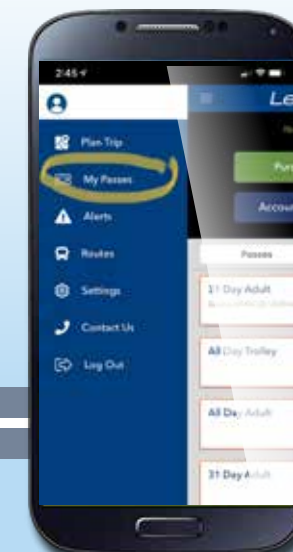 2:45
Le
Plan Trip
My Passes
Alerts
Routes
Settings
Contact Us
Log Out
Passes
Day Adult
All Day Trolley
All Day Adult
31 Day Adult